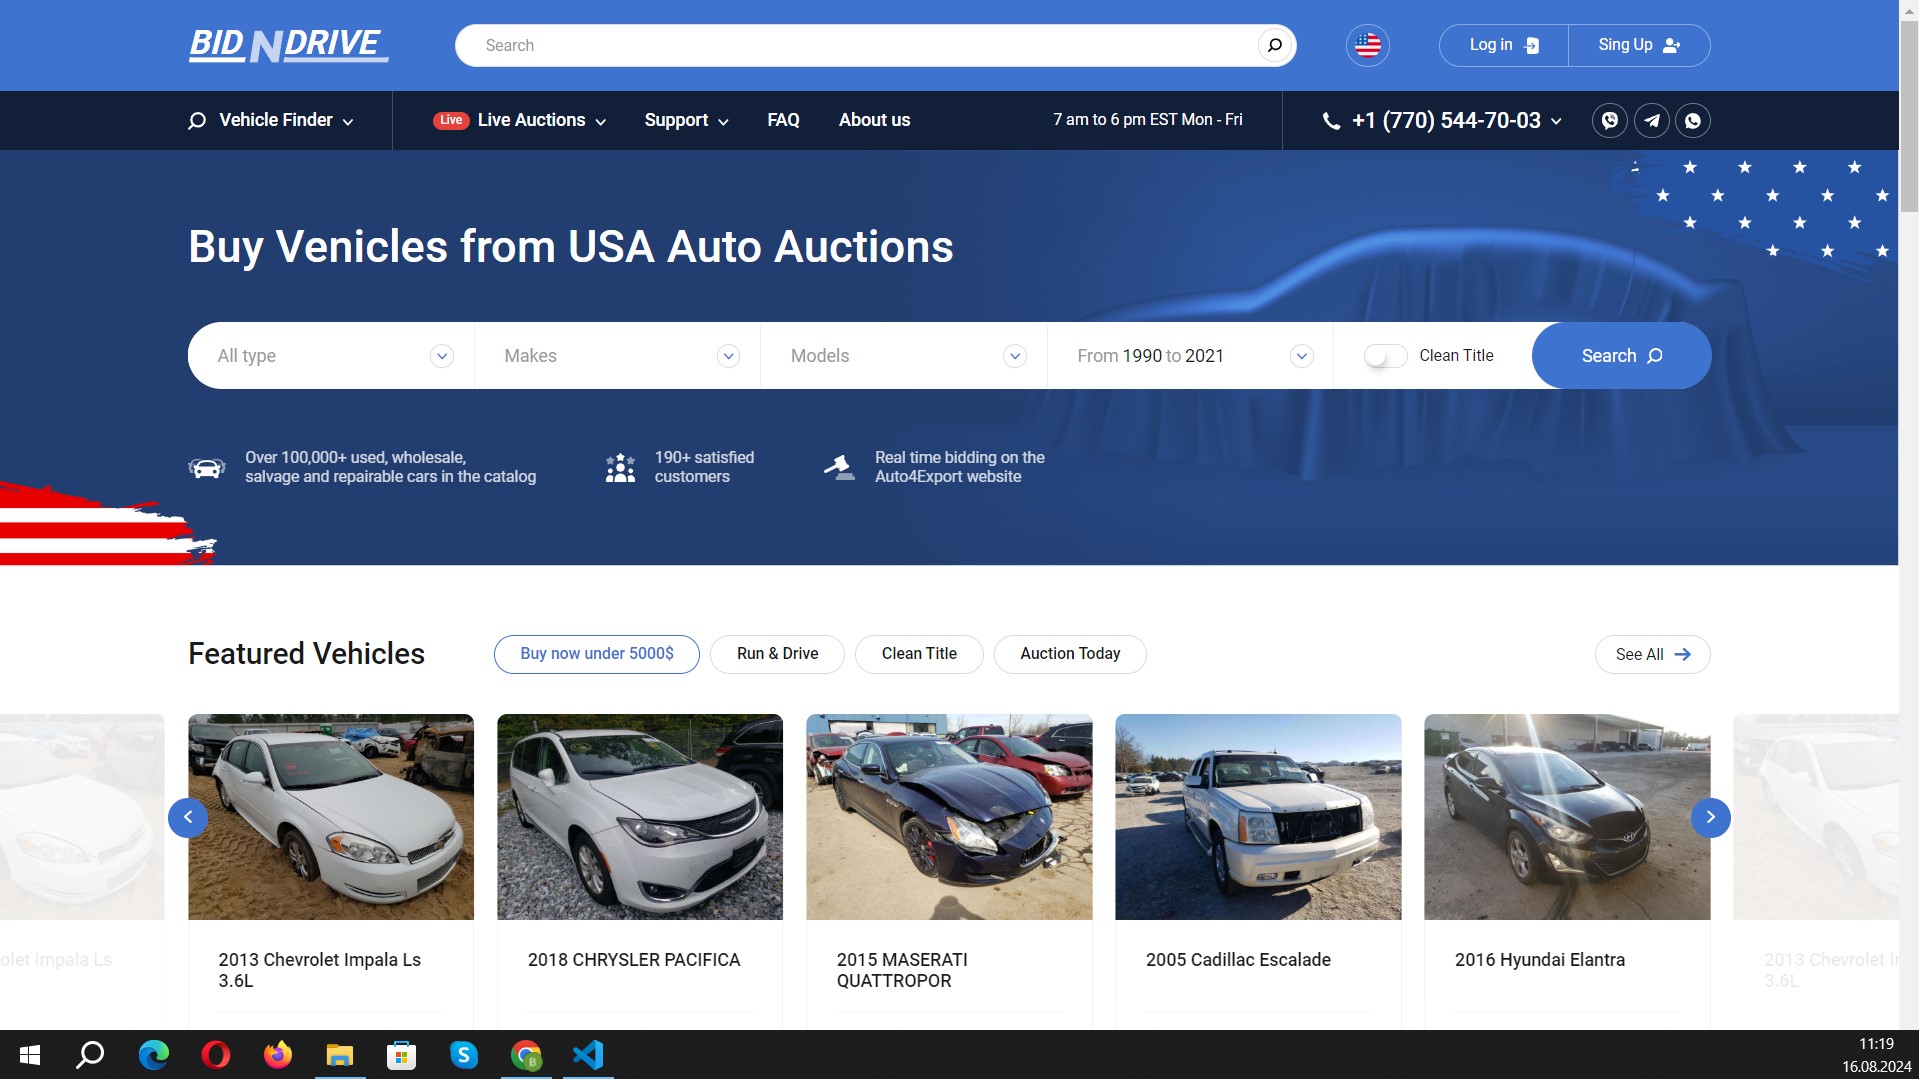 BID N DRIVE
Search
Log in
Sing Up
Vehicle Finder
Live
Live Auctions
Support
FAQ
About us
7 am to 6 pm EST Mon - Fri
+1 (770) 544-70-03
Buy Venicles from USA Auto Auctions
All type
Makes
Models
From 1990 to 2021
Clean Title
Search
Over 100,000+ used, wholesale,
salvage and repairable cars in the catalog
190+ satisfied
customers
Real time bidding on the
Auto4Export website
Featured Vehicles
Buy now under 5000$
Run & Drive
Clean Title
Auction Today
See All
olet Impala Ls
2013 Chevrolet Impala Ls
3.6L
2018 CHRYSLER PACIFICA
2015 MASERATI
QUATTROPOR
2005 Cadillac Escalade
2016 Hyundai Elantra
2013 Chevrolet Ir
3.6L
S
B
11:19
16.08.2024